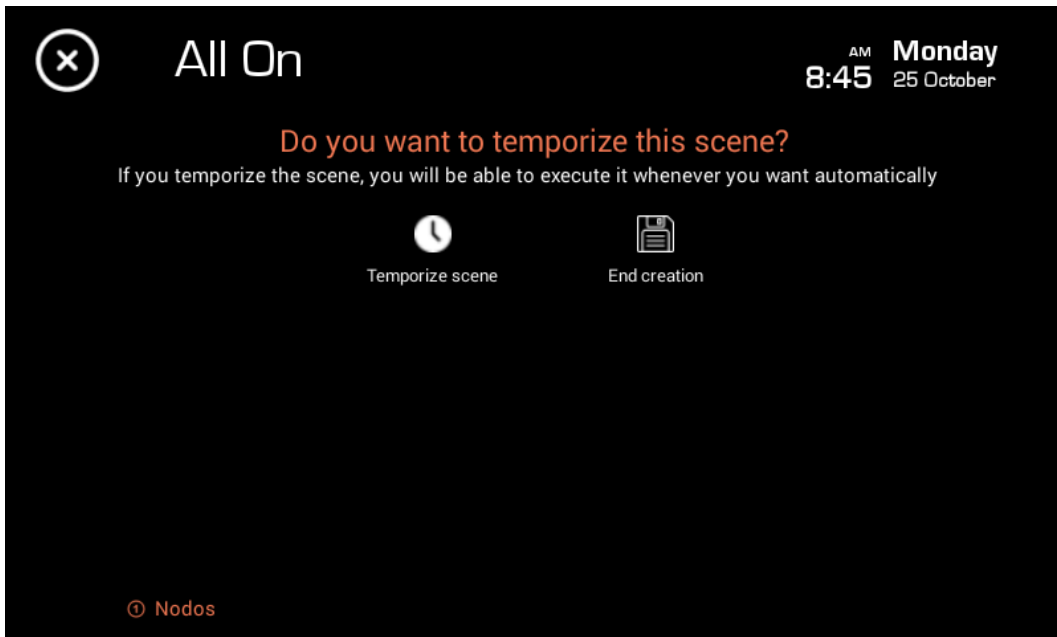 All On
AM
8:45
Monday
25 October
Do you want to temporize this scene?
If you temporize the scene, you will be able to execute it whenever you want automatically
Temporize scene
End creation
① Nodos